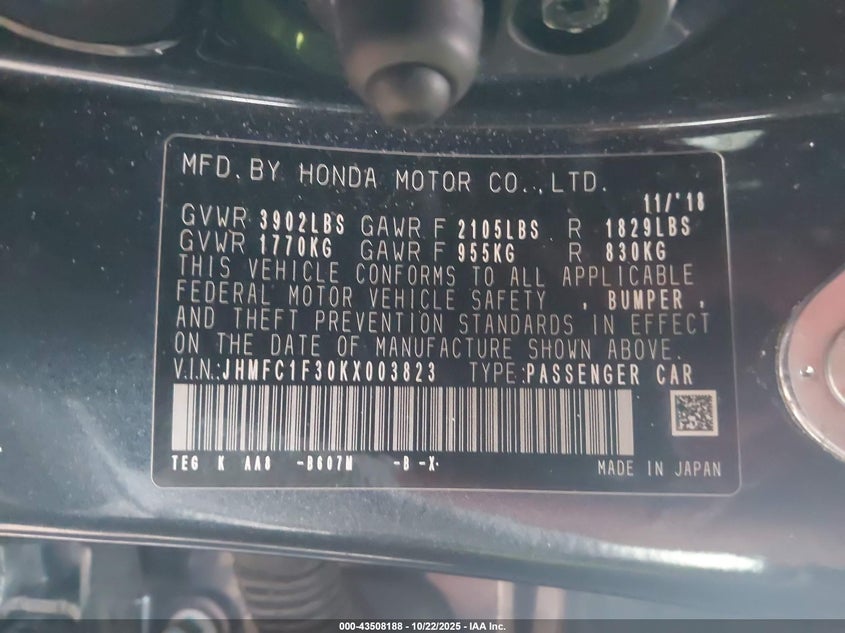 MFD. BY HONDA MOTOR CO., LTD.
11/'18
GVWR 3902LBS GAWR F 2105LBS R 1829LBS
GVWR 1770KG GAWR F 955KG R 830KG
THIS VEHICLE CONFORMS TO ALL APPLICABLE
FEDERAL MOTOR VEHICLE SAFETY , BUMPER ,
AND THEFT PREVENTION STANDARDS IN EFFECT
ON THE DATE OF MANUFACTURE SHOWN ABOVE.
V.I.N.:JHMFC1F30KX003823 TYPE:PASSENGER CAR
TEG K AA8 -B607M -B -X
MADE IN JAPAN
000-43508188 - 10/22/2025 - IAA Inc.